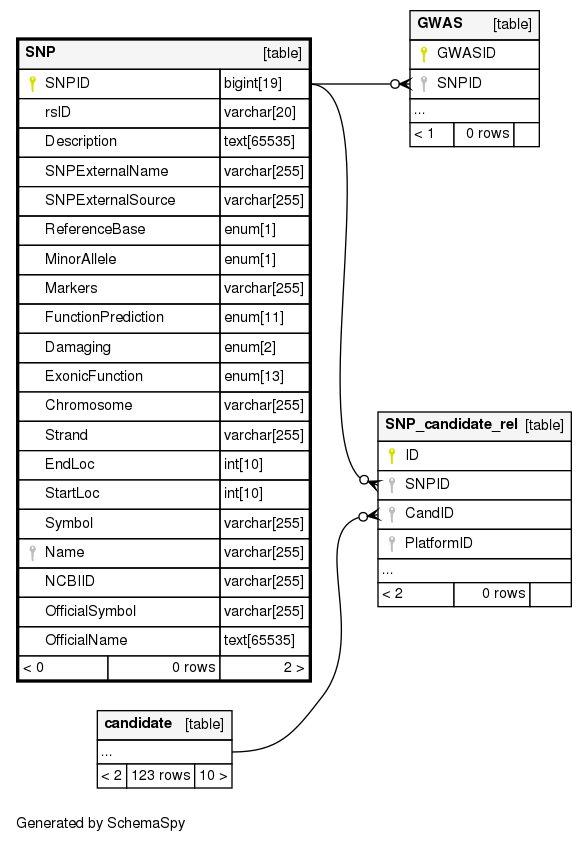 SNP [table]
SNPID bigint[19]
rsID varchar[20]
Description text[65535]
SNPExternalName varchar[255]
SNPExternalSource varchar[255]
ReferenceBase enum[1]
MinorAllele enum[1]
Markers varchar[255]
FunctionPrediction enum[11]
Damaging enum[2]
ExonicFunction enum[13]
Chromosome varchar[255]
Strand varchar[255]
EndLoc int[10]
StartLoc int[10]
Symbol varchar[255]
Name varchar[255]
NCBIID varchar[255]
OfficialSymbol varchar[255]
OfficialName text[65535]
< 0 0 rows 2 >
GWAS [table]
GWASID
SNPID
...
< 1 0 rows
SNP_candidate_rel [table]
ID
SNPID
CandID
PlatformID
...
< 2 0 rows
candidate [table]
...
< 2 123 rows 10 >
Generated by SchemaSpy